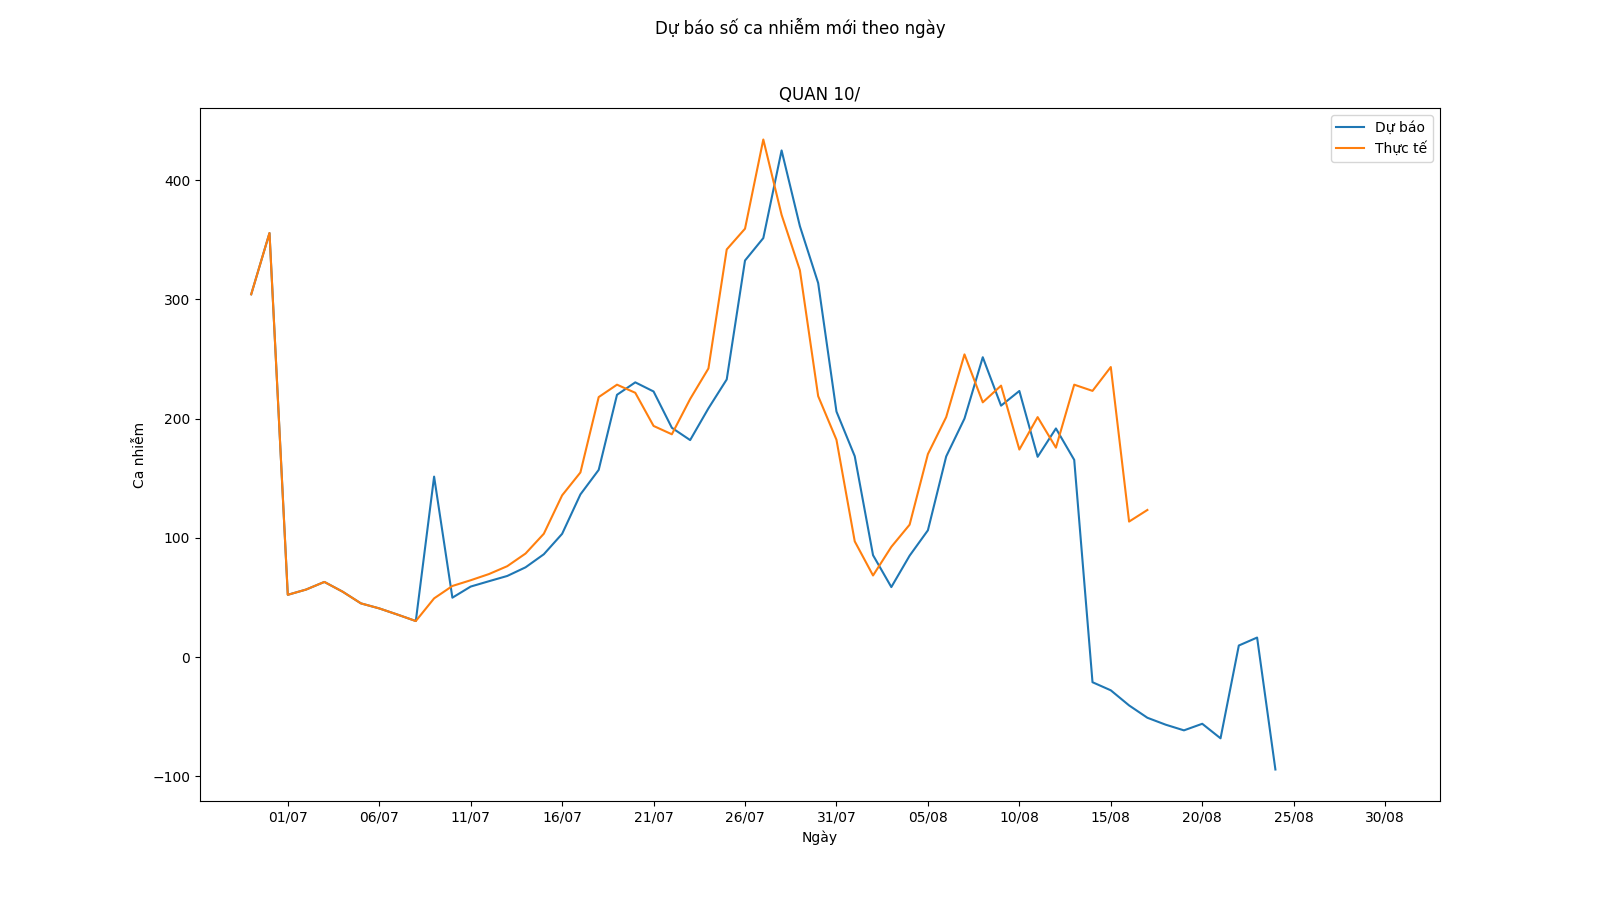 Dự báo số ca nhiễm mới theo ngày
QUAN 10/
Dự báo
Thực tế
400
300
200
100
0
−100
Ca nhiễm
01/07 06/07 11/07 16/07 21/07 26/07 31/07 05/08 10/08 15/08 20/08 25/08 30/08
Ngày